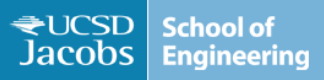 UCSD
Jacobs
School of
Engineering